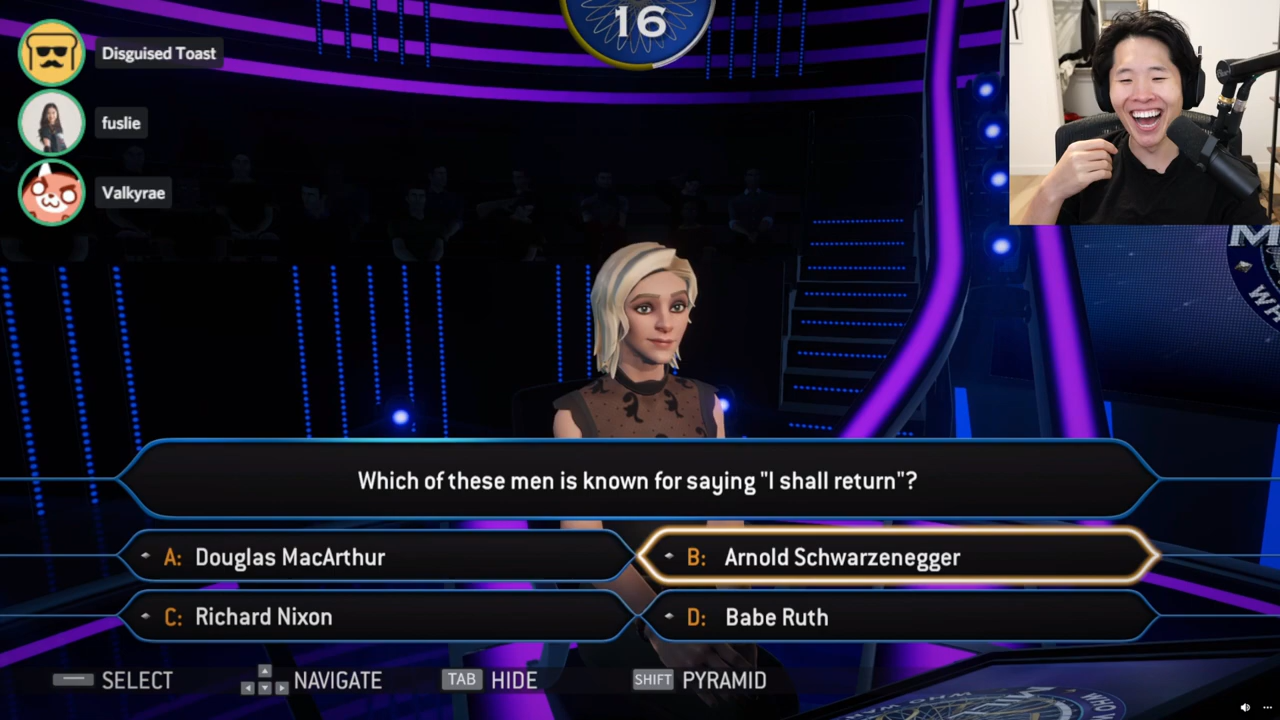 16
Disguised Toast
fuslie
Valkyrae
Which of these men is known for saying "I shall return"?
A: Douglas MacArthur
B: Arnold Schwarzenegger
C: Richard Nixon
D: Babe Ruth
SELECT
NAVIGATE
TAB HIDE
SHIFT PYRAMID